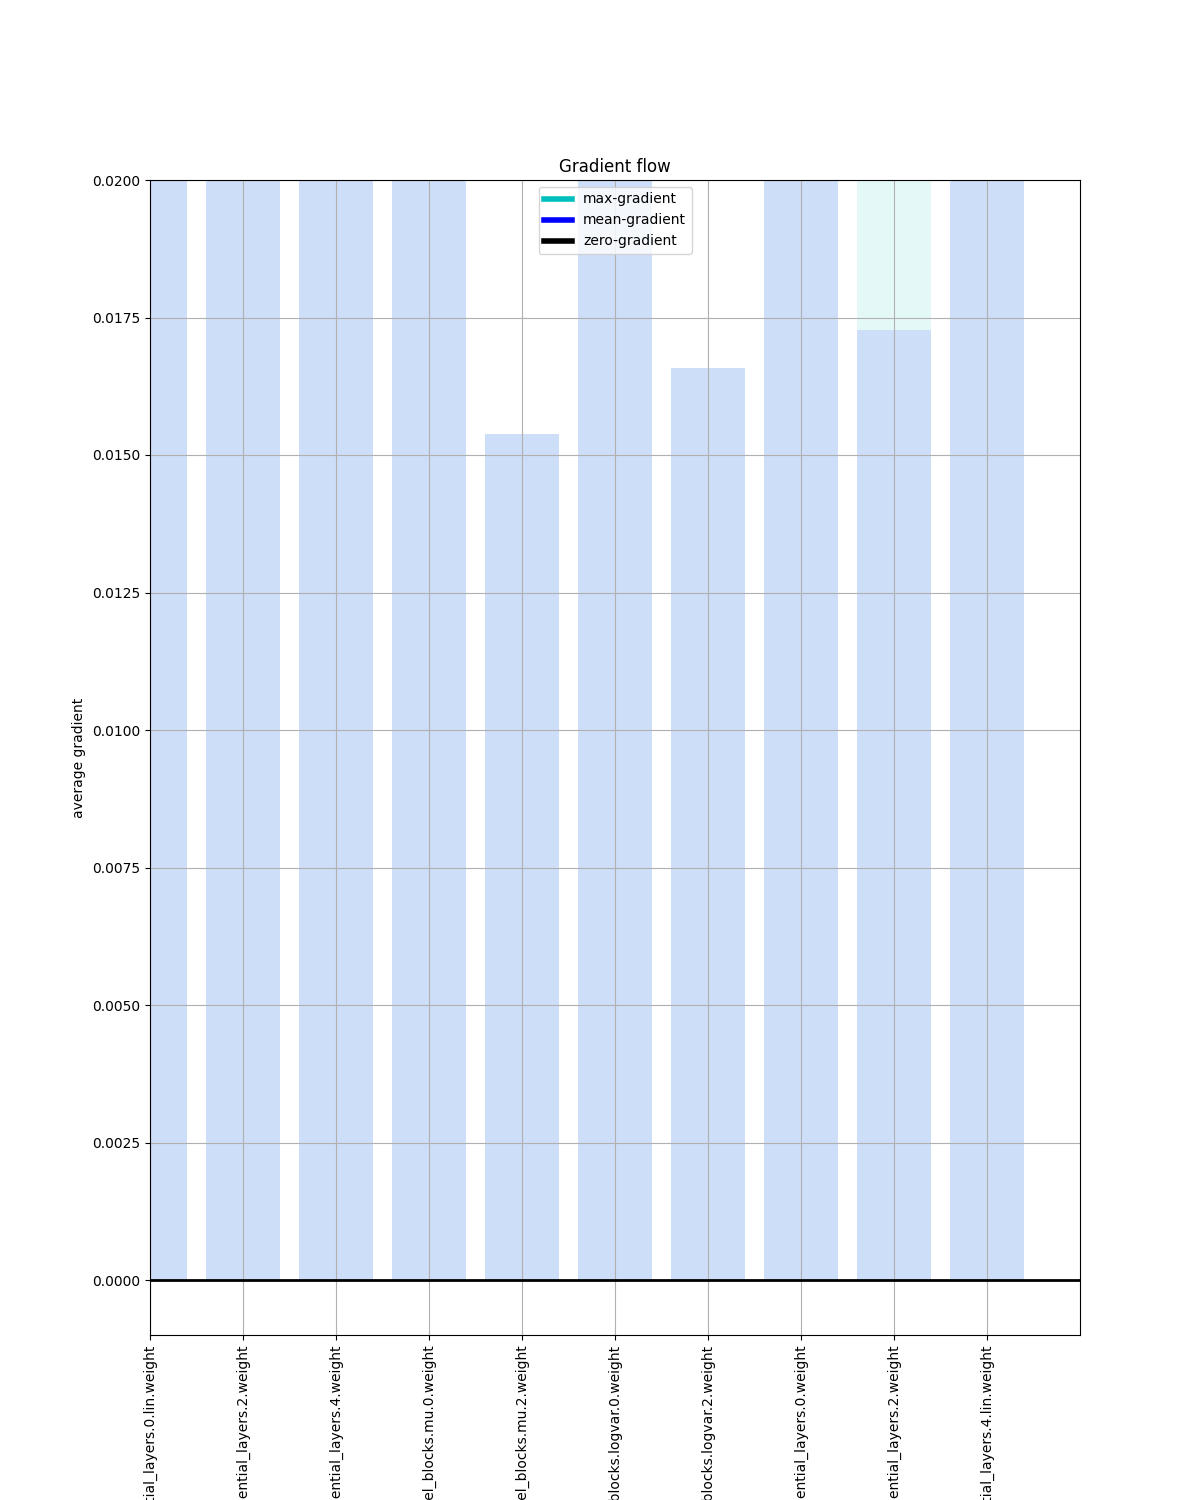 Gradient flow
max-gradient
mean-gradient
zero-gradient
0.0200
0.0175
0.0150
0.0125
0.0100
0.0075
0.0050
0.0025
0.0000
average gradient
tial_layers.0.lin.weight
ential_layers.2.weight
ential_layers.4.weight
el_blocks.mu.0.weight
el_blocks.mu.2.weight
blocks.logvar.0.weight
blocks.logvar.2.weight
ential_layers.0.weight
ential_layers.2.weight
tial_layers.4.lin.weight